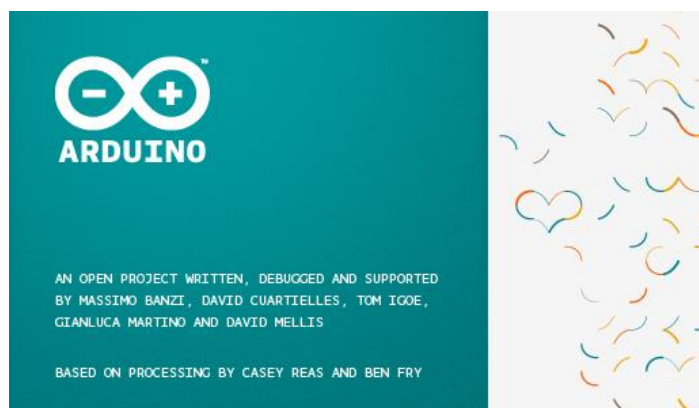 ARDUINO
AN OPEN PROJECT WRITTEN, DEBUGGED AND SUPPORTED
BY MASSIMO BANZI, DAVID CUARTIELLES, TOM IGOE,
GIANLUCA MARTINO AND DAVID MELLIS
BASED ON PROCESSING BY CASEY REAS AND BEN FRY